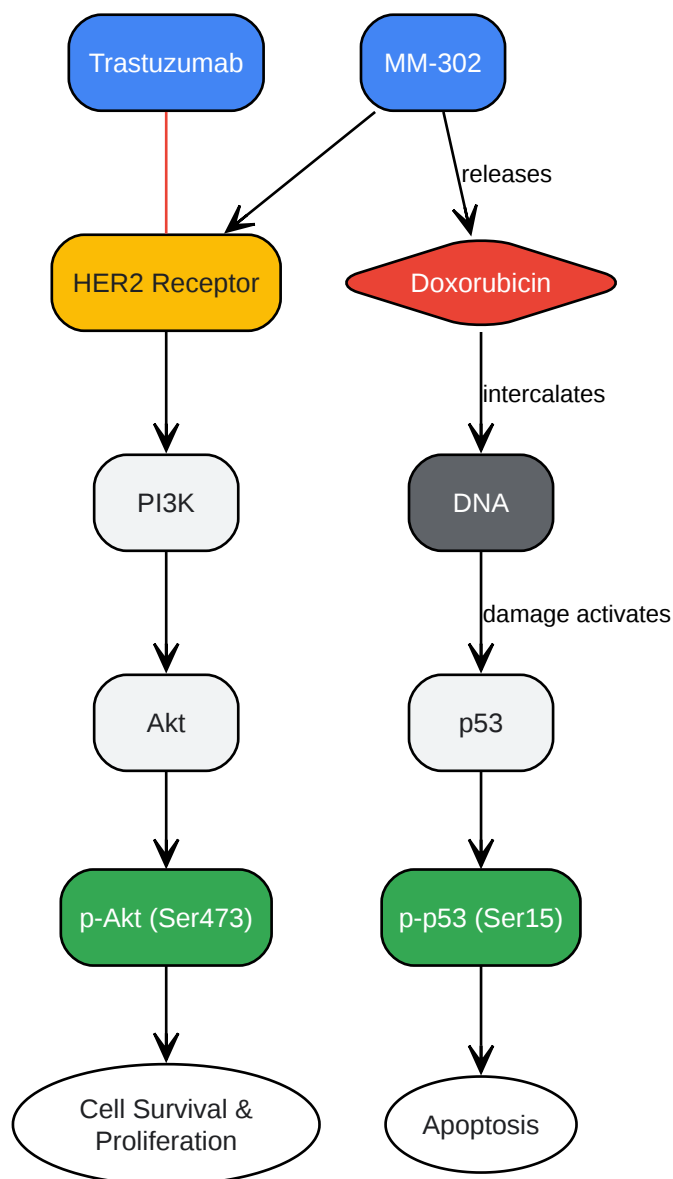 Trastuzumab
MM-302
releases
HER2 Receptor
Doxorubicin
intercalates
PI3K
DNA
damage activates
Akt
p53
p-Akt (Ser473)
p-p53 (Ser15)
Cell Survival &
Proliferation
Apoptosis